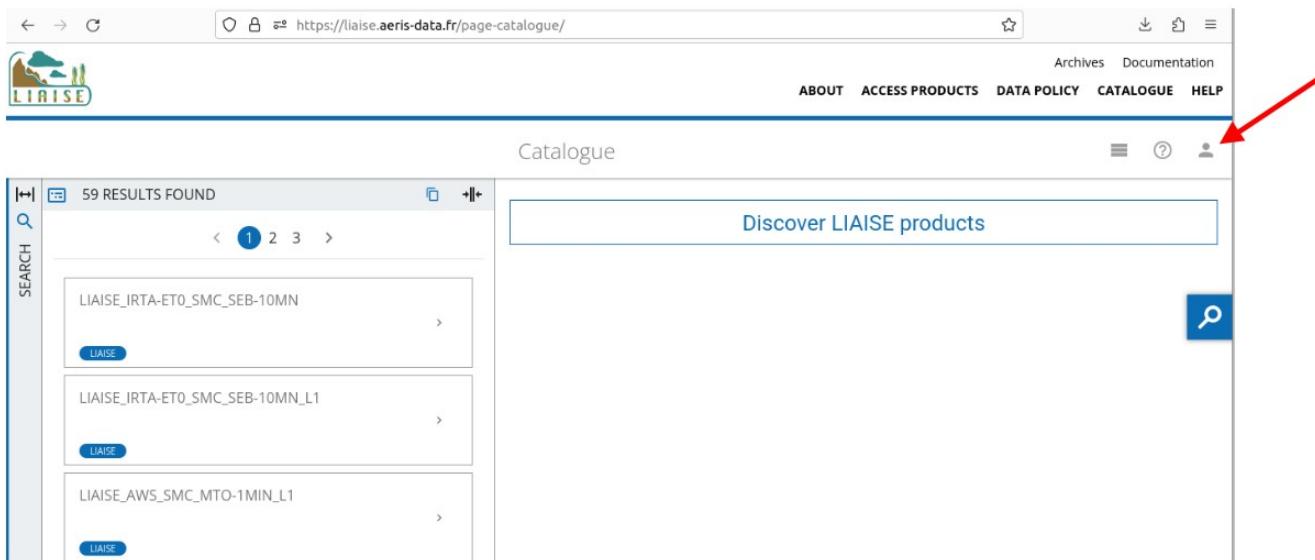 https://liaise.aeris-data.fr/page-catalogue/
LIAISE
Archives Documentation
ABOUT ACCESS PRODUCTS DATA POLICY CATALOGUE HELP
Catalogue
SEARCH
59 RESULTS FOUND
1 2 3
LIAISE_IRTA-ET0_SMC_SEB-10MN
LIAISE
LIAISE_IRTA-ET0_SMC_SEB-10MN_L1
LIAISE
LIAISE_AWS_SMC_MTO-1MIN_L1
LIAISE
Discover LIAISE products